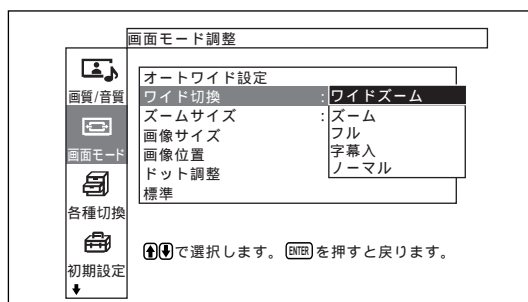 画面モード調整
画質/音質
画面モード
各種切換
初期設定
オートワイド設定
ワイド切換 : ワイドズーム
ズームサイズ : ズーム
画像サイズ フル
画像位置 字幕入
ドット調整 ノーマル
標準
で選択します。ENTERを押すと戻ります。